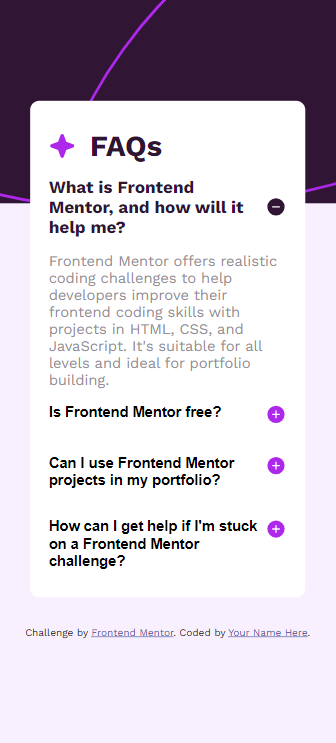 FAQs
What is Frontend
Mentor, and how will it
help me?
Frontend Mentor offers realistic
coding challenges to help
developers improve their
frontend coding skills with
projects in HTML, CSS, and
JavaScript. It's suitable for all
levels and ideal for portfolio
building.
Is Frontend Mentor free?
Can I use Frontend Mentor
projects in my portfolio?
How can I get help if I'm stuck
on a Frontend Mentor
challenge?
Challenge by Frontend Mentor. Coded by Your Name Here.